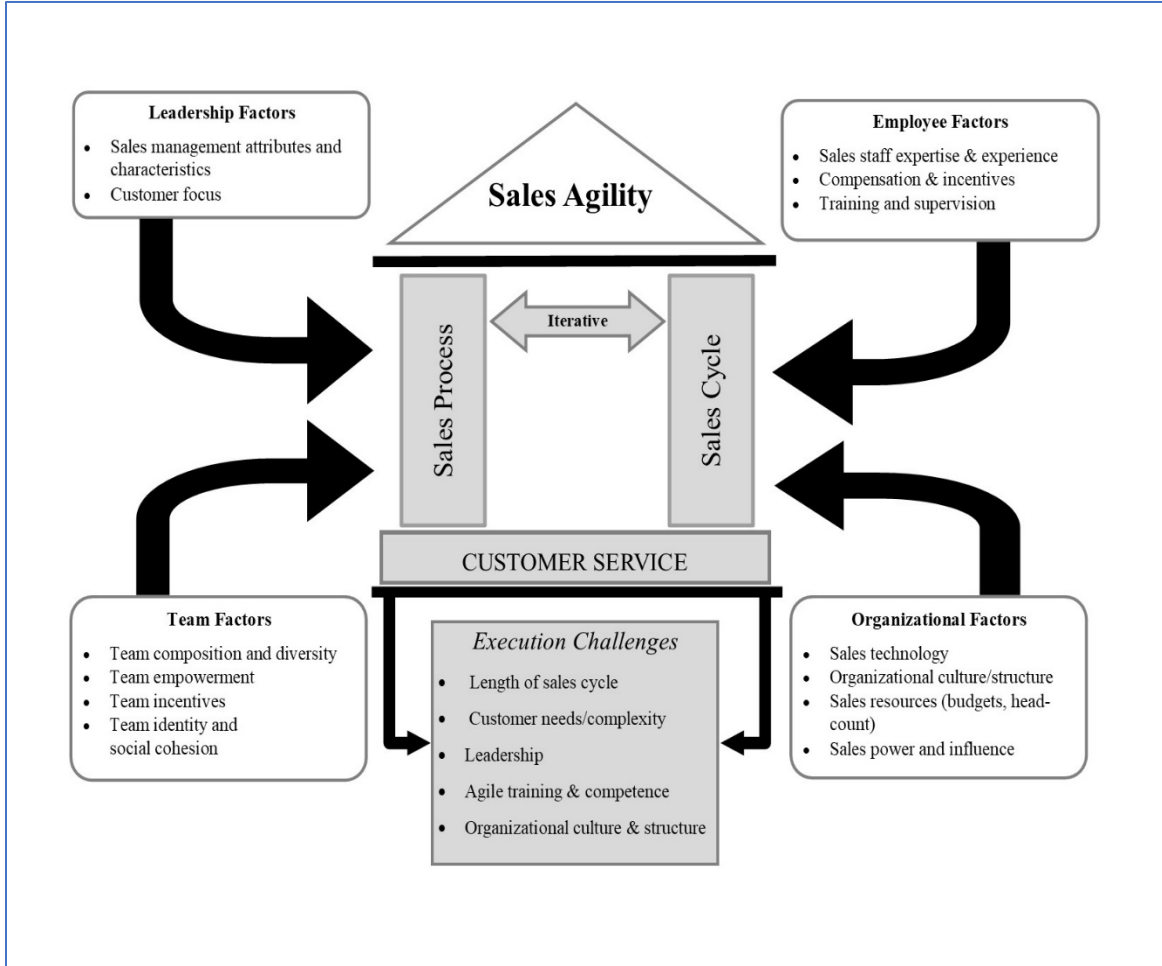 Leadership Factors
• Sales management attributes and
characteristics
• Customer focus
Employee Factors
• Sales staff expertise & experience
• Compensation & incentives
• Training and supervision
Sales Agility
Iterative
Sales Process
Sales Cycle
CUSTOMER SERVICE
Team Factors
• Team composition and diversity
• Team empowerment
• Team incentives
• Team identity and
social cohesion
Execution Challenges
• Length of sales cycle
• Customer needs/complexity
• Leadership
• Agile training & competence
• Organizational culture & structure
Organizational Factors
• Sales technology
• Organizational culture/structure
• Sales resources (budgets, head-
count)
• Sales power and influence